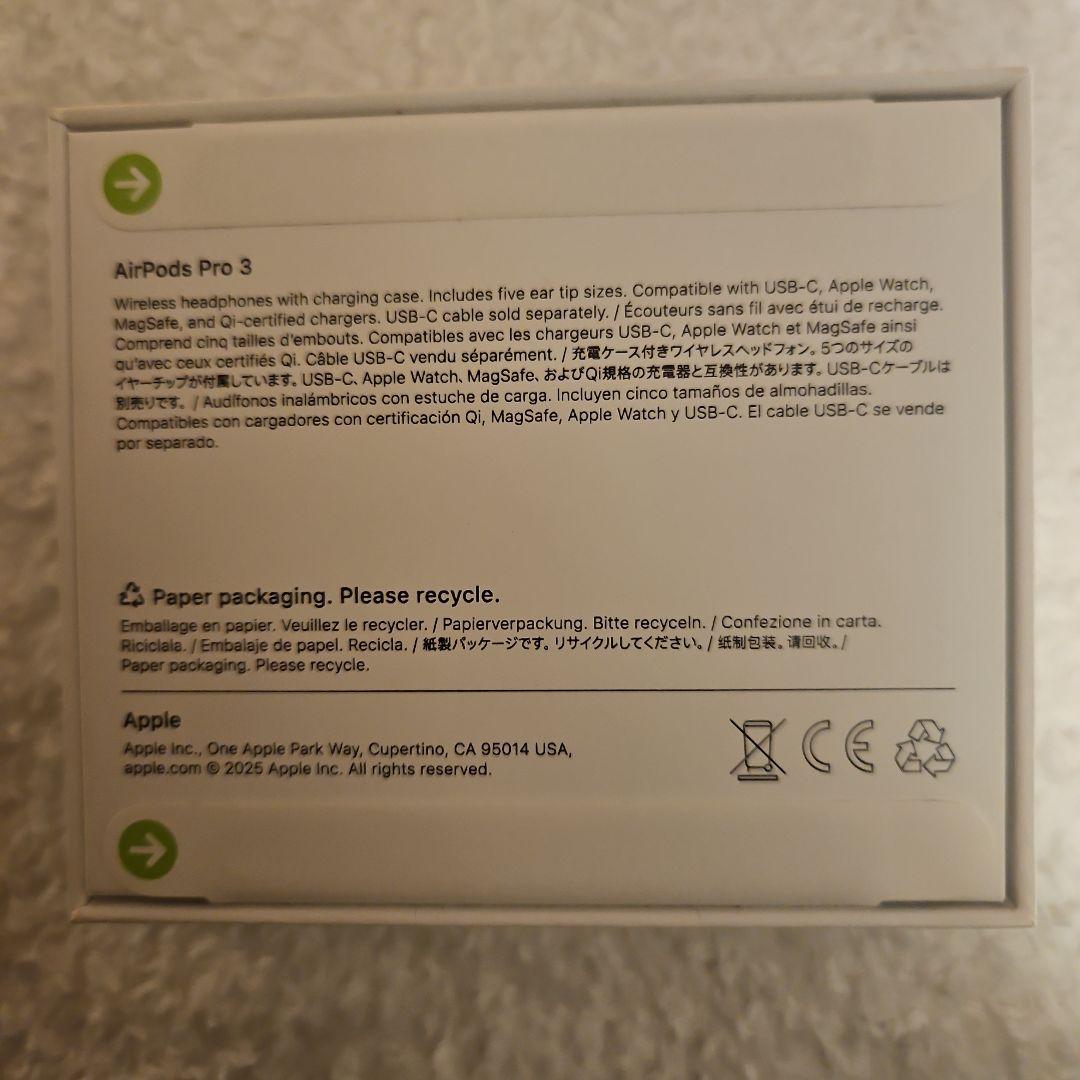 AirPods Pro 3
Wireless headphones with charging case. Includes five ear tip sizes. Compatible with USB-C, Apple Watch,
MagSafe, and Qi-certified chargers. USB-C cable sold separately. / Écouteurs sans fil avec étui de recharge.
Comprend cinq tailles d'embouts. Compatibles avec les chargeurs USB-C, Apple Watch et MagSafe ainsi
qu'avec ceux certifiés Qi. Câble USB-C vendu séparément. / 充電ケース付きワイヤレスヘッドフォン。5つのサイズの
イヤーチップが付属しています。USB-C、Apple Watch、MagSafe、およびQi規格の充電器と互換性があります。USB-Cケーブルは
別売りです。 / Audífonos inalámbricos con estuche de carga. Incluyen cinco tamaños de almohadillas.
Compatibles con cargadores con certificación Qi, MagSafe, Apple Watch y USB-C. El cable USB-C se vende
por separado.
Paper packaging. Please recycle.
Emballage en papier. Veuillez le recycler. / Papierverpackung. Bitte recyceln. / Confezione in carta.
Riciclala. / Embalaje de papel. Recicla. / 紙製パッケージです。リサイクルしてください。 / 纸制包装。请回收。 /
Paper packaging. Please recycle.
Apple
Apple Inc., One Apple Park Way, Cupertino, CA 95014 USA,
apple.com © 2025 Apple Inc. All rights reserved.
CE